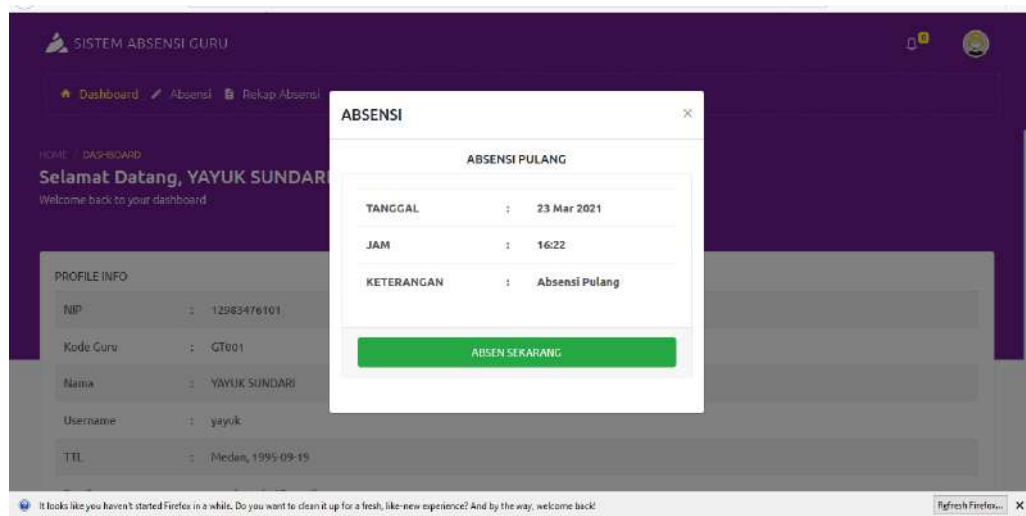 SISTEM ABSENSI GURU
0
Dashboard Absensi Rekap Absensi
HOME / DASHBOARD
Selamat Datang, YAYUK SUNDARI
Welcome back to your dashboard
ABSENSI ×
ABSENSI PULANG
TANGGAL : 23 Mar 2021
JAM : 16:22
KETERANGAN : Absensi Pulang
ABSEN SEKARANG
PROFILE INFO
NIP : 12983476101
Kode Guru : GT001
Nama : YAYUK SUNDARI
Username : yayuk
TTL : Medan, 1995-09-19
It looks like you haven't started Firefox in a while. Do you want to clean it up for a fresh, like-new experience? And by the way, welcome back!
Refresh Firefox...